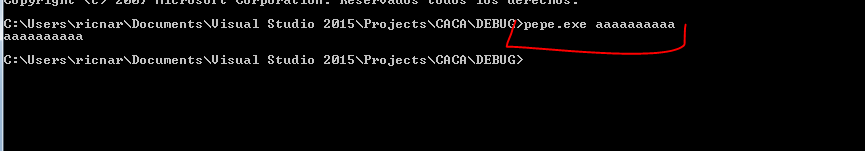 Copyright (c) 2009 Microsoft Corporation. Reservados todos los derechos.
C:\Users\ricnar\Documents\Visual Studio 2015\Projects\CACA\DEBUG>pepe.exe aaaaaaaaaa
aaaaaaaaaa
C:\Users\ricnar\Documents\Visual Studio 2015\Projects\CACA\DEBUG>